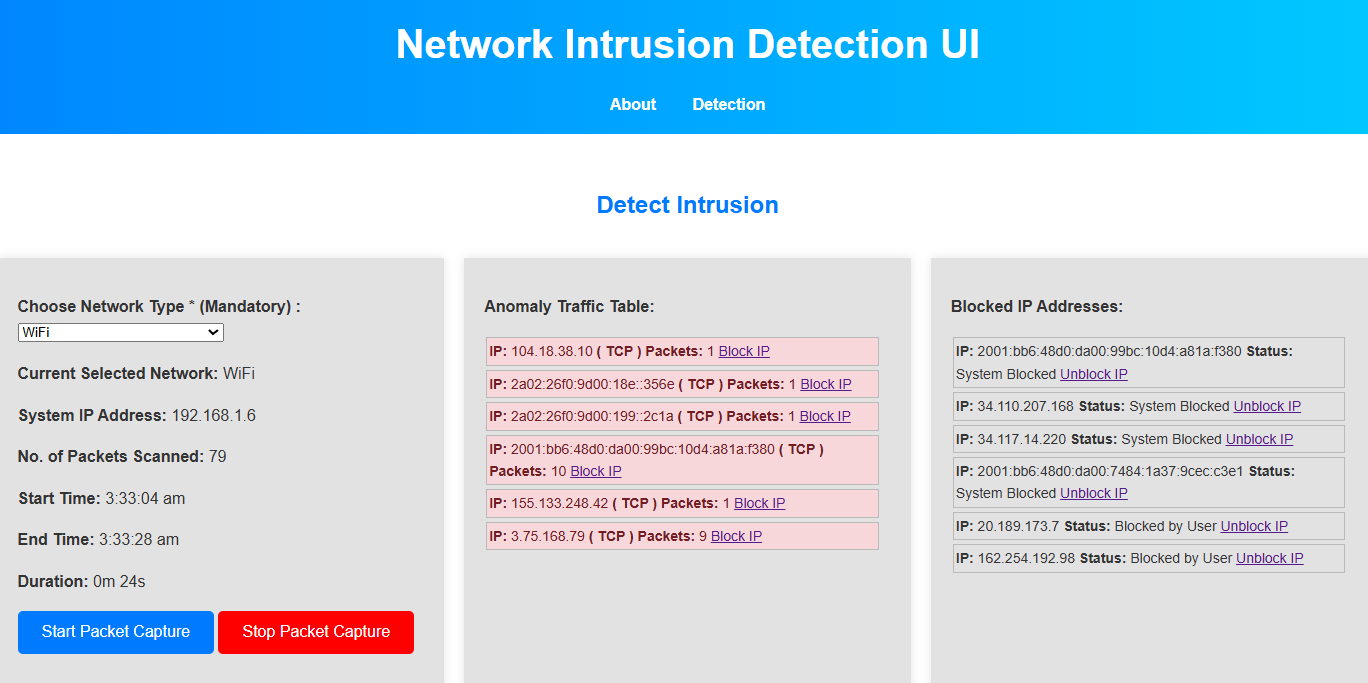 Network Intrusion Detection UI
About Detection
Detect Intrusion
Choose Network Type * (Mandatory) :
WiFi
Current Selected Network: WiFi
System IP Address: 192.168.1.6
No. of Packets Scanned: 79
Start Time: 3:33:04 am
End Time: 3:33:28 am
Duration: 0m 24s
Start Packet Capture Stop Packet Capture
Anomaly Traffic Table:
IP: 104.18.38.10 ( TCP ) Packets: 1 Block IP
IP: 2a02:26f0:9d00:18e::356e ( TCP ) Packets: 1 Block IP
IP: 2a02:26f0:9d00:199::2c1a ( TCP ) Packets: 1 Block IP
IP: 2001:bb6:48d0:da00:99bc:10d4:a81a:f380 ( TCP )
Packets: 10 Block IP
IP: 155.133.248.42 ( TCP ) Packets: 1 Block IP
IP: 3.75.168.79 ( TCP ) Packets: 9 Block IP
Blocked IP Addresses:
IP: 2001:bb6:48d0:da00:99bc:10d4:a81a:f380 Status:
System Blocked Unblock IP
IP: 34.110.207.168 Status: System Blocked Unblock IP
IP: 34.117.14.220 Status: System Blocked Unblock IP
IP: 2001:bb6:48d0:da00:7484:1a37:9cec:c3e1 Status:
System Blocked Unblock IP
IP: 20.189.173.7 Status: Blocked by User Unblock IP
IP: 162.254.192.98 Status: Blocked by User Unblock IP